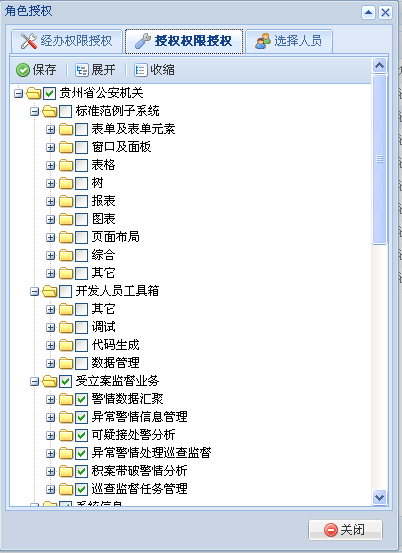 角色授权
经办权限授权 授权权限授权 选择人员
保存 展开 收缩
贵州省公安机关
标准范例子系统
表单及表单元素
窗口及面板
表格
树
报表
图表
页面布局
综合
其它
开发人员工具箱
其它
调试
代码生成
数据管理
受立案监督业务
警情数据汇聚
异常警情信息管理
可疑接处警分析
异常警情处理巡查监督
积案带破警情分析
巡查监督任务管理
系统信息
关闭